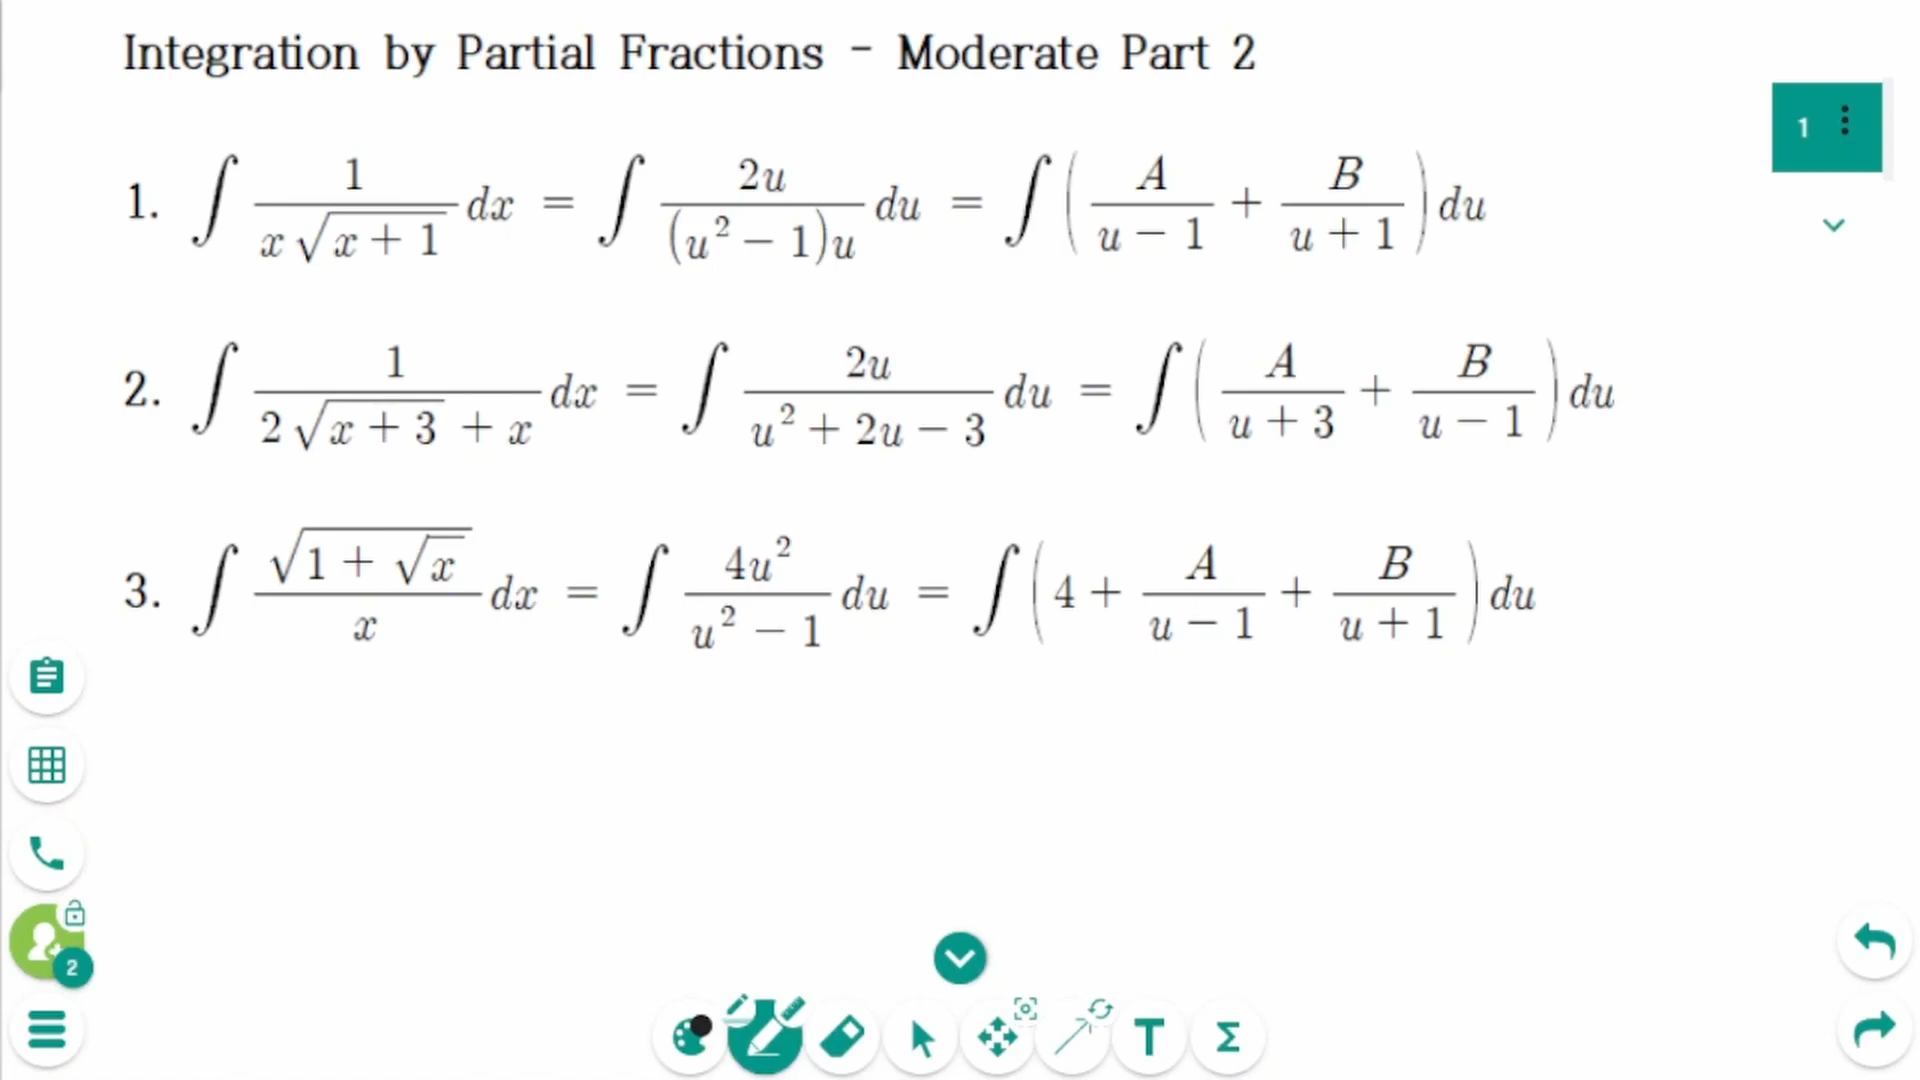 Integration by Partial Fractions - Moderate Part 2
1
1. ∫ 1/(x√(x + 1)) dx = ∫ 2u/((u² − 1)u) du = ∫ (A/(u − 1) + B/(u + 1)) du
2. ∫ 1/(2√(x + 3) + x) dx = ∫ 2u/(u² + 2u − 3) du = ∫ (A/(u + 3) + B/(u − 1)) du
3. ∫ √(1 + √x)/x dx = ∫ 4u²/(u² − 1) du = ∫ (4 + A/(u − 1) + B/(u + 1)) du
2
T Σ